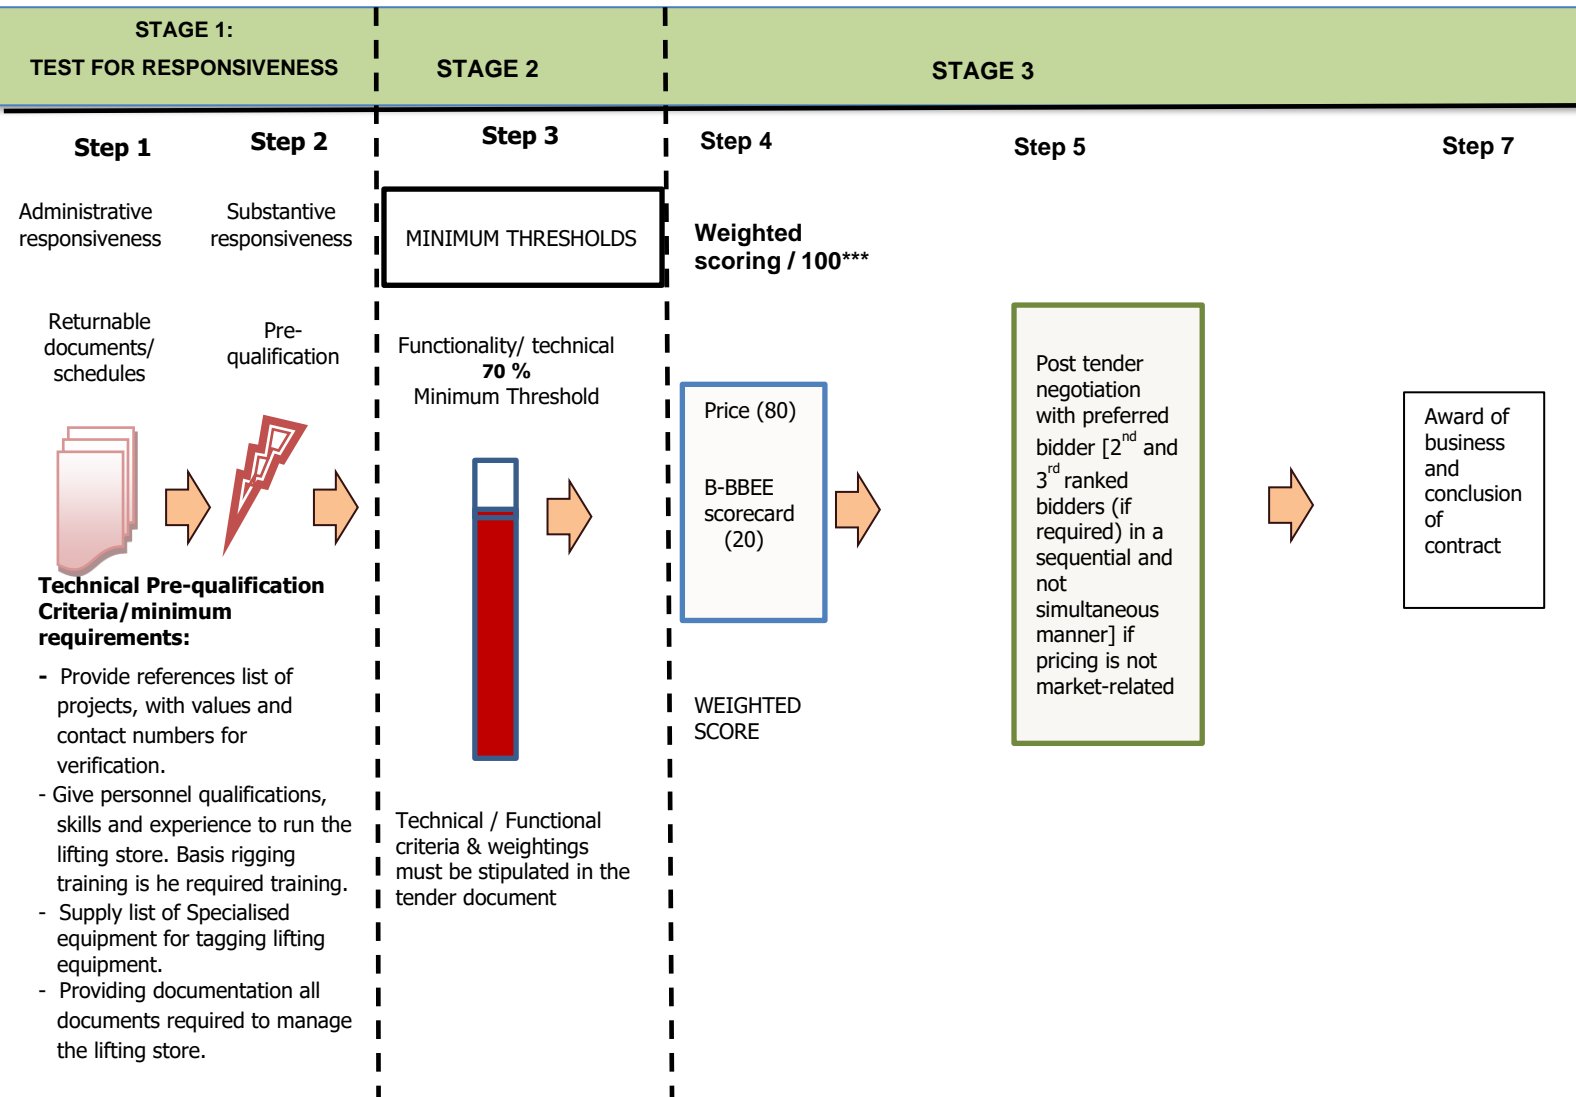 STAGE 1:
TEST FOR RESPONSIVENESS
STAGE 2
STAGE 3
Step 1
Step 2
Step 3
Step 4
Step 5
Step 7
Administrative
responsiveness
Substantive
responsiveness
MINIMUM THRESHOLDS
Weighted
scoring / 100***
Returnable
documents/
schedules
Pre-
qualification
Functionality/ technical
70 %
Minimum Threshold
Price (80)
B-BBEE
scorecard
(20)
Post tender
negotiation
with preferred
bidder [2nd and
3rd ranked
bidders (if
required) in a
sequential and
not
simultaneous
manner] if
pricing is not
market-related
Award of
business
and
conclusion
of
contract
Technical Pre-qualification
Criteria/minimum
requirements:
- Provide references list of
projects, with values and
contact numbers for
verification.
- Give personnel qualifications,
skills and experience to run the
lifting store. Basis rigging
training is he required training.
- Supply list of Specialised
equipment for tagging lifting
equipment.
- Providing documentation all
documents required to manage
the lifting store.
WEIGHTED
SCORE
Technical / Functional
criteria & weightings
must be stipulated in the
tender document